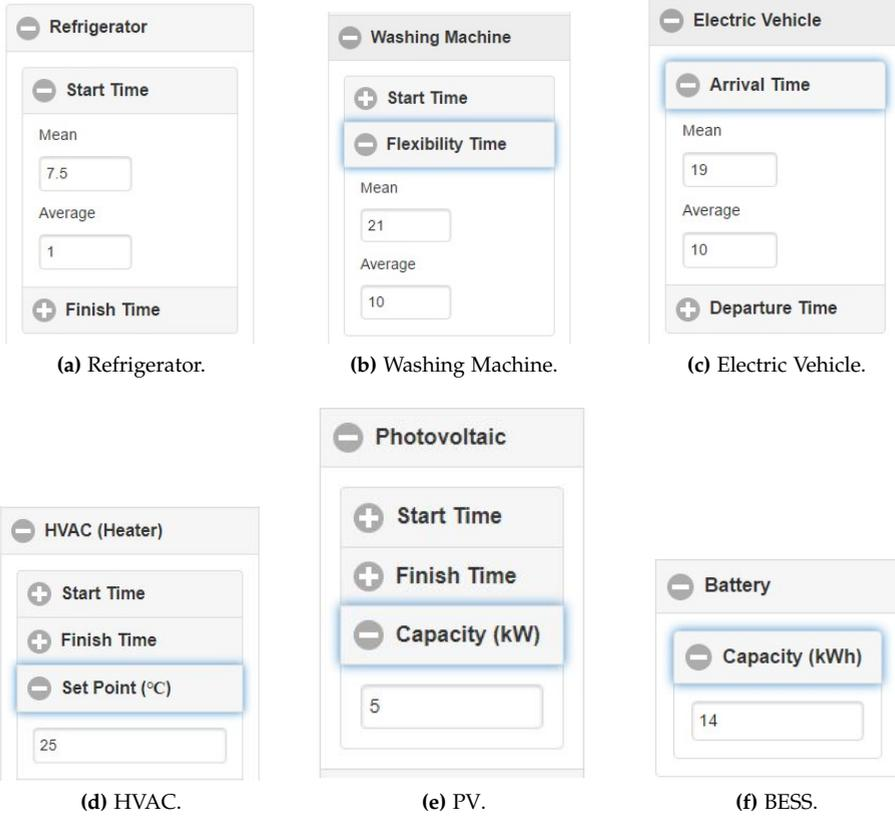 Refrigerator
Start Time
Mean
7.5
Average
1
Finish Time
(a) Refrigerator.
Washing Machine
Start Time
Flexibility Time
Mean
21
Average
10
(b) Washing Machine.
Electric Vehicle
Arrival Time
Mean
19
Average
10
Departure Time
(c) Electric Vehicle.
HVAC (Heater)
Start Time
Finish Time
Set Point (℃)
25
(d) HVAC.
Photovoltaic
Start Time
Finish Time
Capacity (kW)
5
(e) PV.
Battery
Capacity (kWh)
14
(f) BESS.